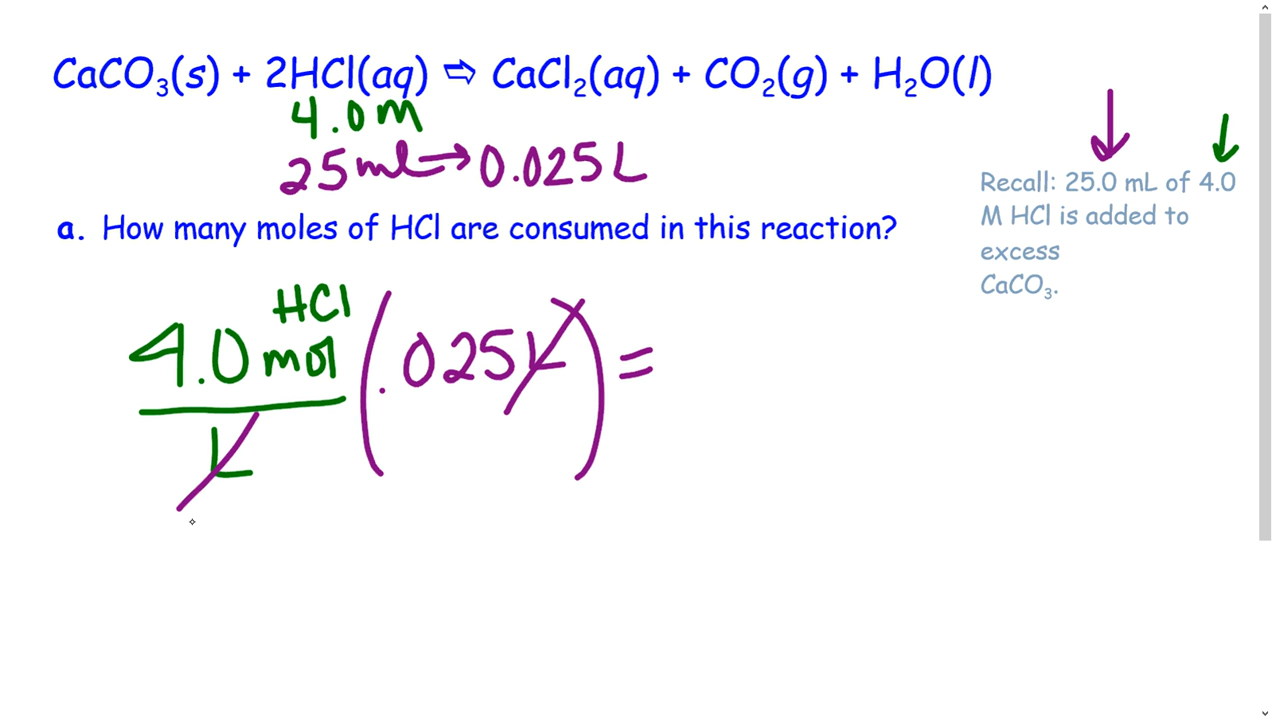 CaCO₃(s) + 2HCl(aq) ⇨ CaCl₂(aq) + CO₂(g) + H₂O(l)
4.0 M
25 ml → 0.025 L
Recall: 25.0 mL of 4.0
M HCl is added to
excess
CaCO₃.
a. How many moles of HCl are consumed in this reaction?
HCl
4.0 mol (.025 L) =
L